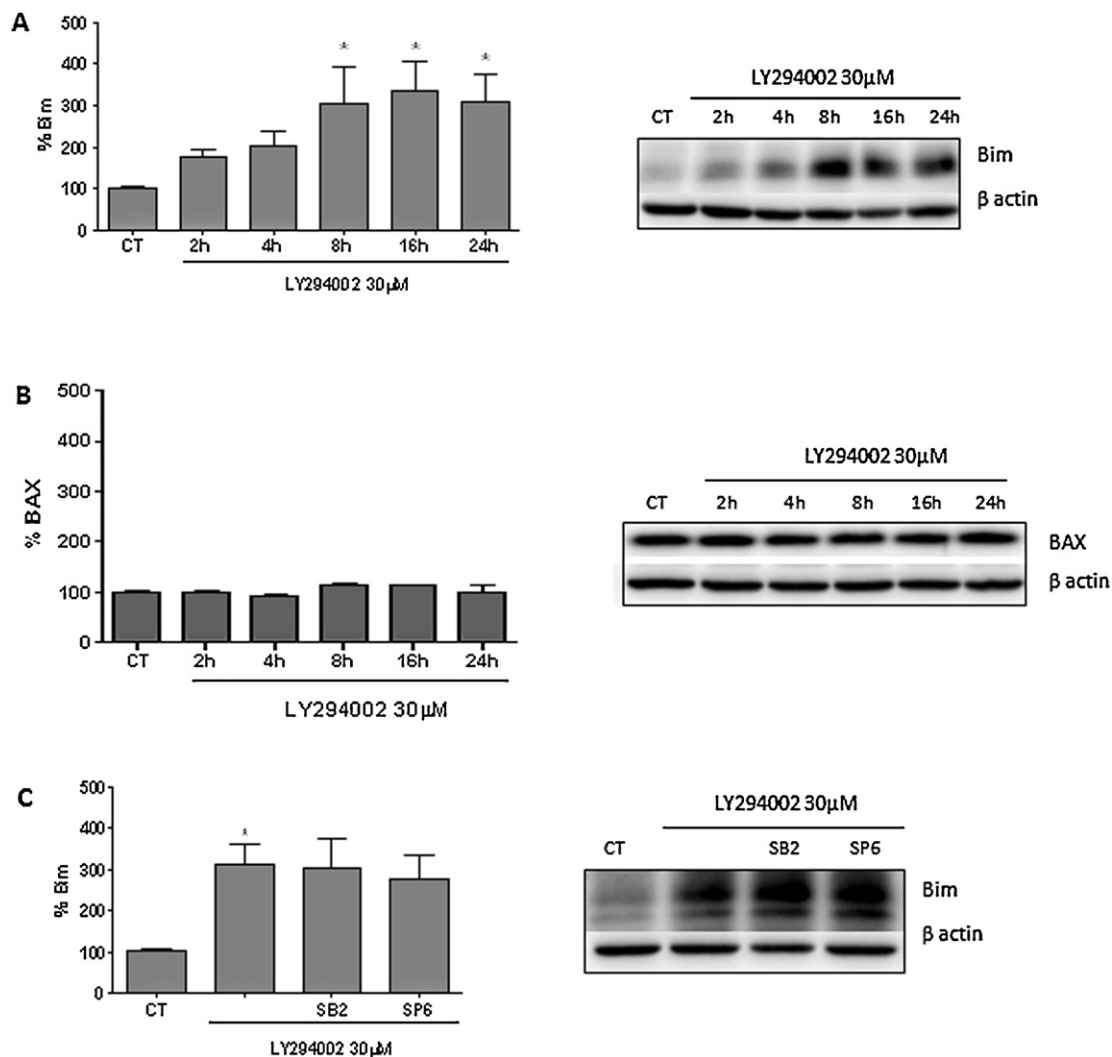 A
500
400
300
200
100
0
% Bim
* * *
CT 2h 4h 8h 16h 24h
LY294002 30µM
LY294002 30µM
CT 2h 4h 8h 16h 24h
Bim
β actin
B
500
400
300
200
100
0
% BAX
CT 2h 4h 8h 16h 24h
LY294002 30µM
LY294002 30µM
CT 2h 4h 8h 16h 24h
BAX
β actin
C
500
400
300
200
100
0
% Bim
*
CT SB2 SP6
LY294002 30µM
LY294002 30µM
CT SB2 SP6
Bim
β actin